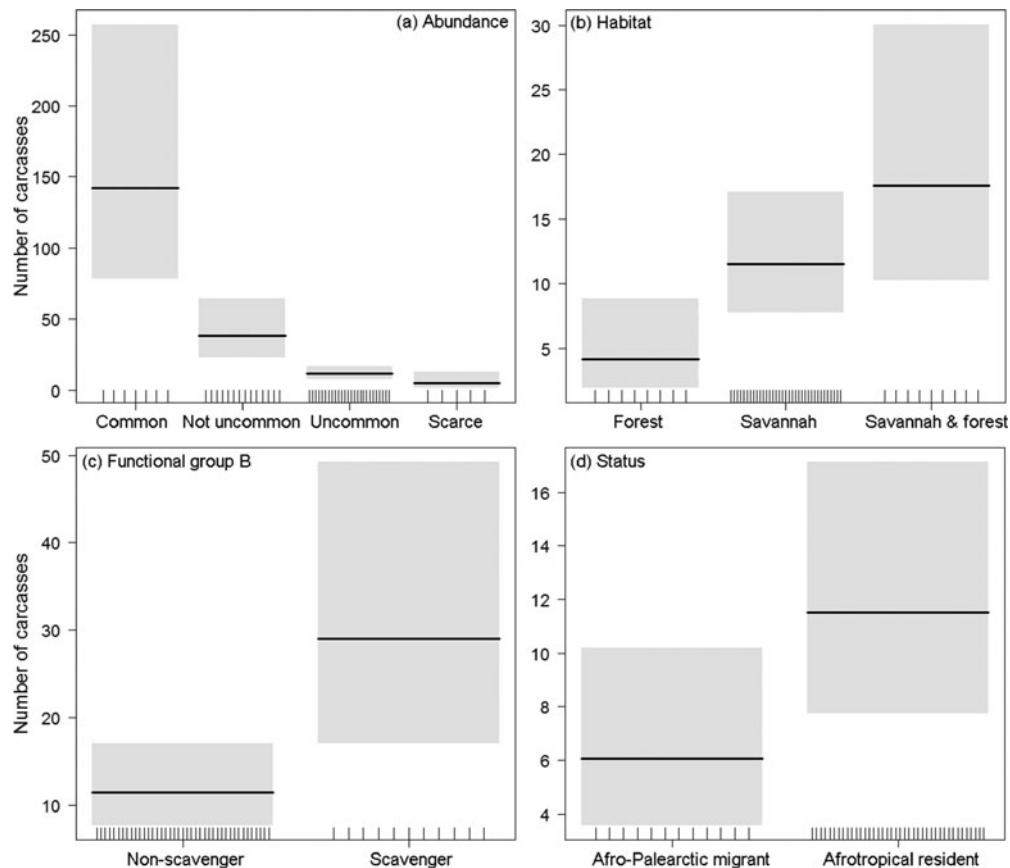 (a) Abundance
Number of carcasses
250
200
150
100
50
0
Common Not uncommon Uncommon Scarce
(b) Habitat
30
25
20
15
10
5
Forest Savannah Savannah & forest
(c) Functional group B
Number of carcasses
50
40
30
20
10
Non-scavenger Scavenger
(d) Status
16
14
12
10
8
6
4
Afro-Palearctic migrant Afrotropical resident